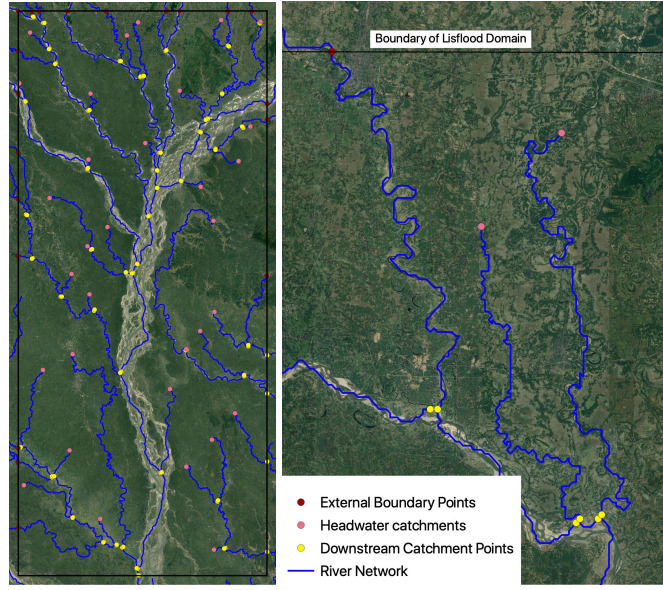 Boundary of Lisflood Domain
External Boundary Points
Headwater catchments
Downstream Catchment Points
River Network